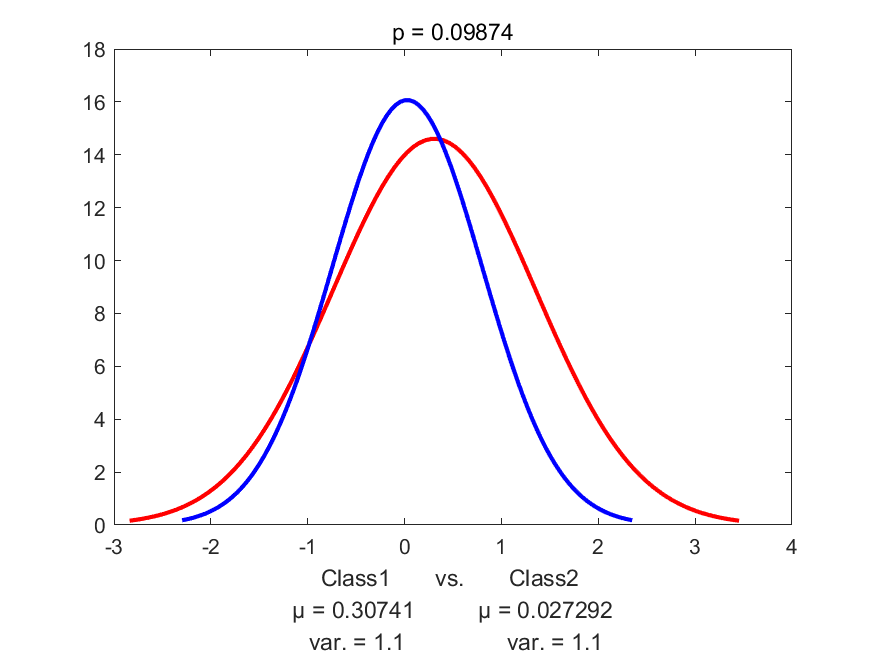 p = 0.09874
18
16
14
12
10
8
6
4
2
0
-3 -2 -1 0 1 2 3 4
Class1 vs. Class2
μ = 0.30741 μ = 0.027292
var. = 1.1 var. = 1.1